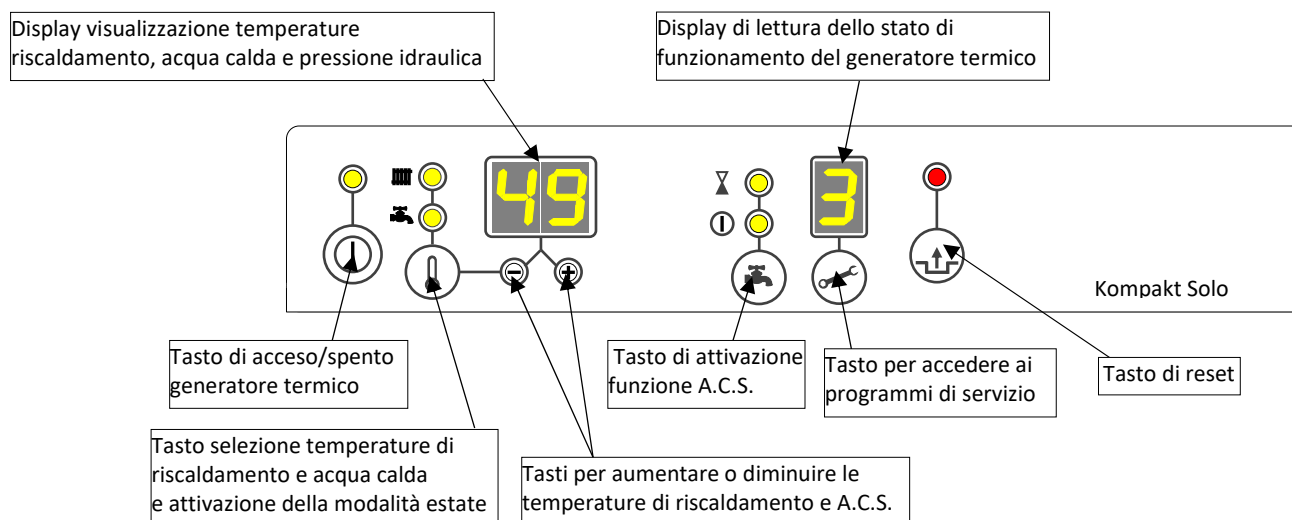 Display visualizzazione temperature
riscaldamento, acqua calda e pressione idraulica
Display di lettura dello stato di
funzionamento del generatore termico
49
3
Kompakt Solo
Tasto di acceso/spento
generatore termico
Tasto di attivazione
funzione A.C.S.
Tasto per accedere ai
programmi di servizio
Tasto di reset
Tasto selezione temperature di
riscaldamento e acqua calda
e attivazione della modalità estate
Tasti per aumentare o diminuire le
temperature di riscaldamento e A.C.S.